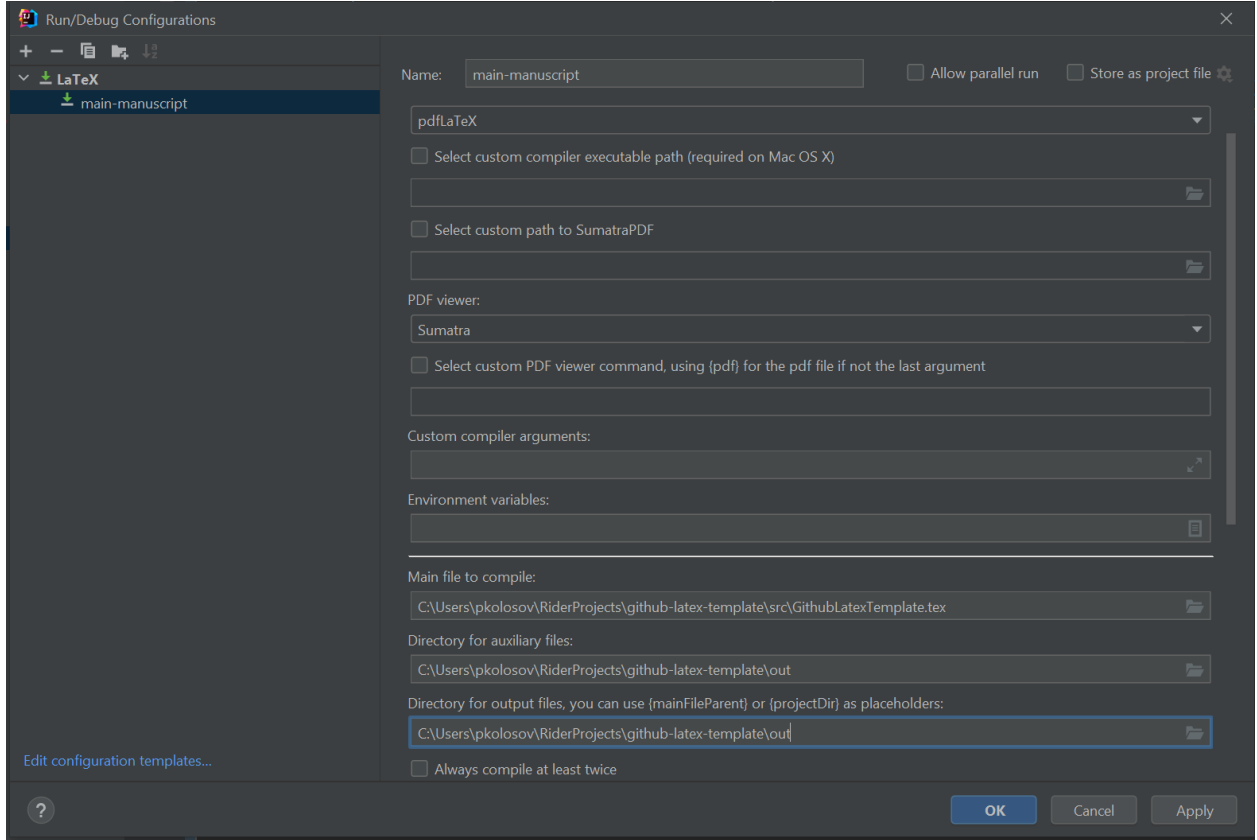 Run/Debug Configurations
LaTeX
main-manuscript
Name: main-manuscript Allow parallel run Store as project file
pdfLaTeX
Select custom compiler executable path (required on Mac OS X)
Select custom path to SumatraPDF
PDF viewer:
Sumatra
Select custom PDF viewer command, using {pdf} for the pdf file if not the last argument
Custom compiler arguments:
Environment variables:
Main file to compile:
C:\Users\pkolosov\RiderProjects\github-latex-template\src\GithubLatexTemplate.tex
Directory for auxiliary files:
C:\Users\pkolosov\RiderProjects\github-latex-template\out
Directory for output files, you can use {mainFileParent} or {projectDir} as placeholders:
C:\Users\pkolosov\RiderProjects\github-latex-template\out
Always compile at least twice
Edit configuration templates...
? OK Cancel Apply